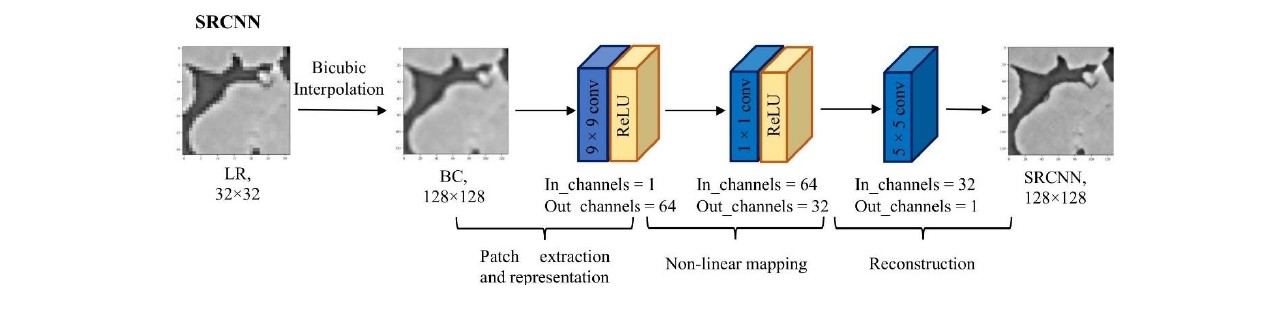 SRCNN
Bicubic
Interpolation
9 × 9 conv
ReLU
1 × 1 conv
ReLU
5 × 5 conv
LR,
32×32
BC,
128×128
In_channels = 1
Out channels = 64
In_channels = 64
Out_channels = 32
In_channels = 32
Out_channels = 1
SRCNN,
128×128
Patch extraction
and representation
Non-linear mapping
Reconstruction